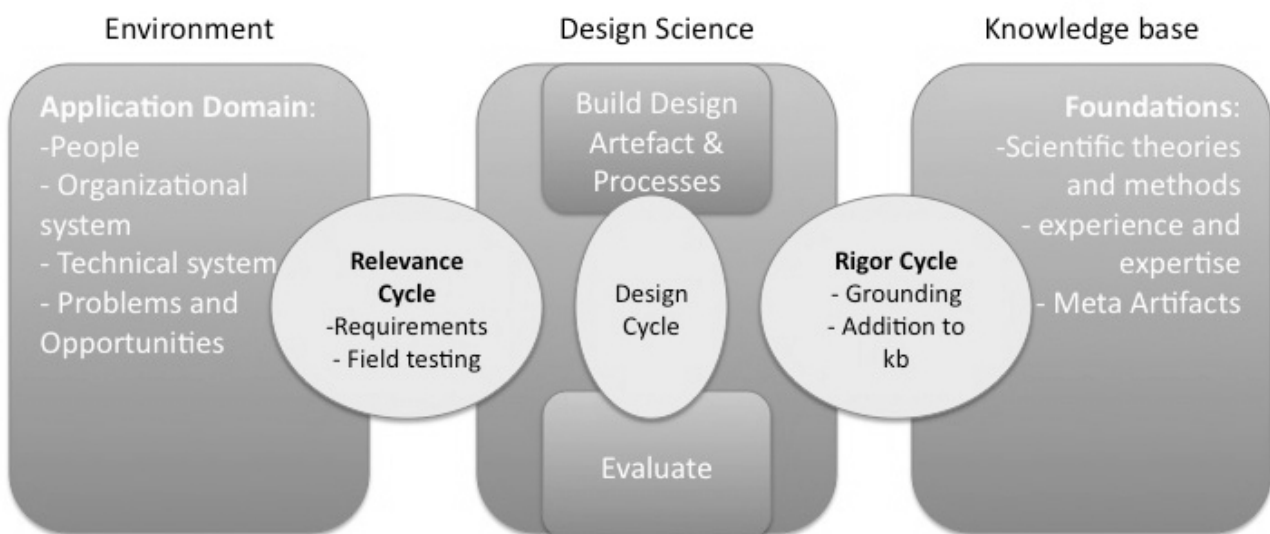 Environment
Design Science
Knowledge base
Application Domain:
-People
- Organizational
system
- Technical system
- Problems and
Opportunities
Relevance
Cycle
-Requirements
- Field testing
Build Design
Artefact &
Processes
Design
Cycle
Evaluate
Rigor Cycle
- Grounding
- Addition to
kb
Foundations:
-Scientific theories
and methods
- experience and
expertise
- Meta Artifacts